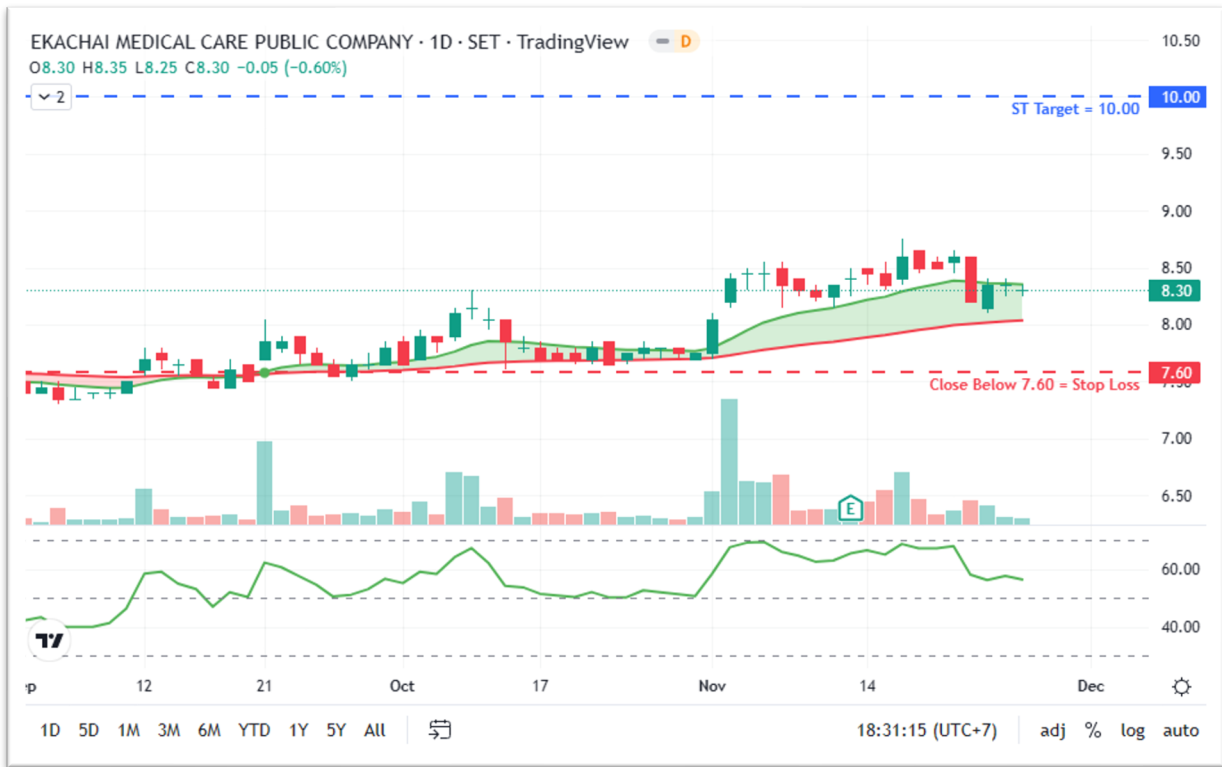 EKACHAI MEDICAL CARE PUBLIC COMPANY · 1D · SET · TradingView D
O8.30 H8.35 L8.25 C8.30 −0.05 (−0.60%)
2
10.50
10.00
ST Target = 10.00
9.50
9.00
8.50
8.30
8.00
7.60
Close Below 7.60 = Stop Loss
7.50
7.00
6.50
E
60.00
40.00
ep 12 21 Oct 17 Nov 14 Dec
1D 5D 1M 3M 6M YTD 1Y 5Y All 18:31:15 (UTC+7) adj % log auto